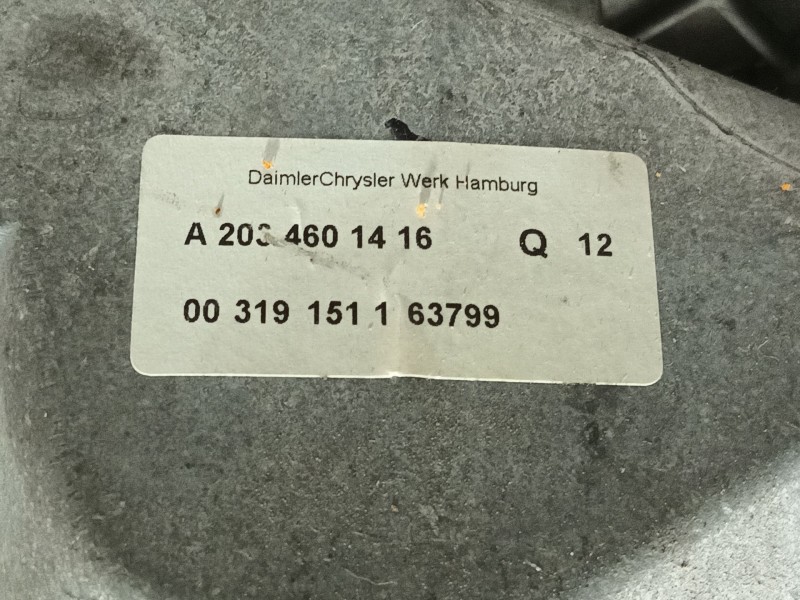 DaimlerChrysler Werk Hamburg
A 203 460 14 16 Q 12
00 319 151 1 63799